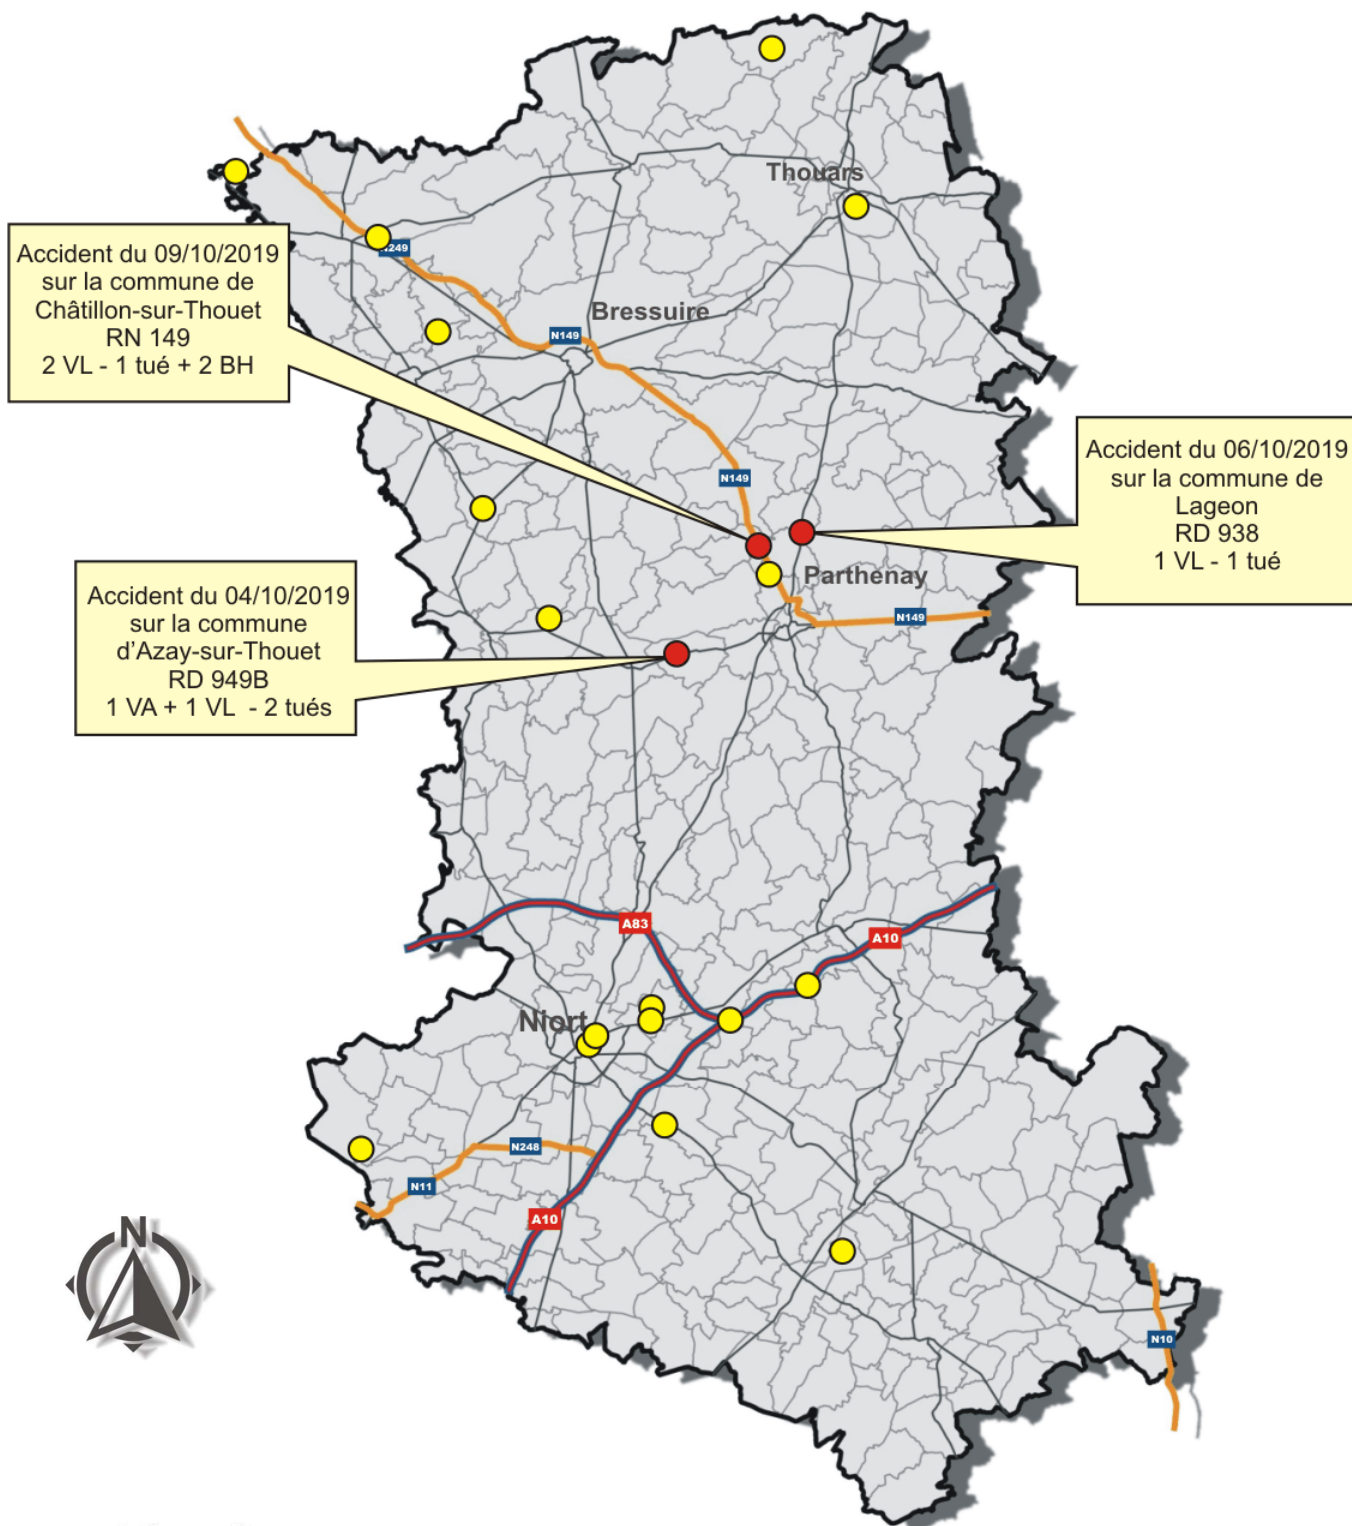 Thouars
Accident du 09/10/2019
sur la commune de
Châtillon-sur-Thouet
RN 149
2 VL - 1 tué + 2 BH
N249
Bressuire
N149
N149
Accident du 06/10/2019
sur la commune de
Lageon
RD 938
1 VL - 1 tué
Parthenay
N149
Accident du 04/10/2019
sur la commune
d'Azay-sur-Thouet
RD 949B
1 VA + 1 VL - 2 tués
A83
A10
Niort
N248
N11
A10
N
N10